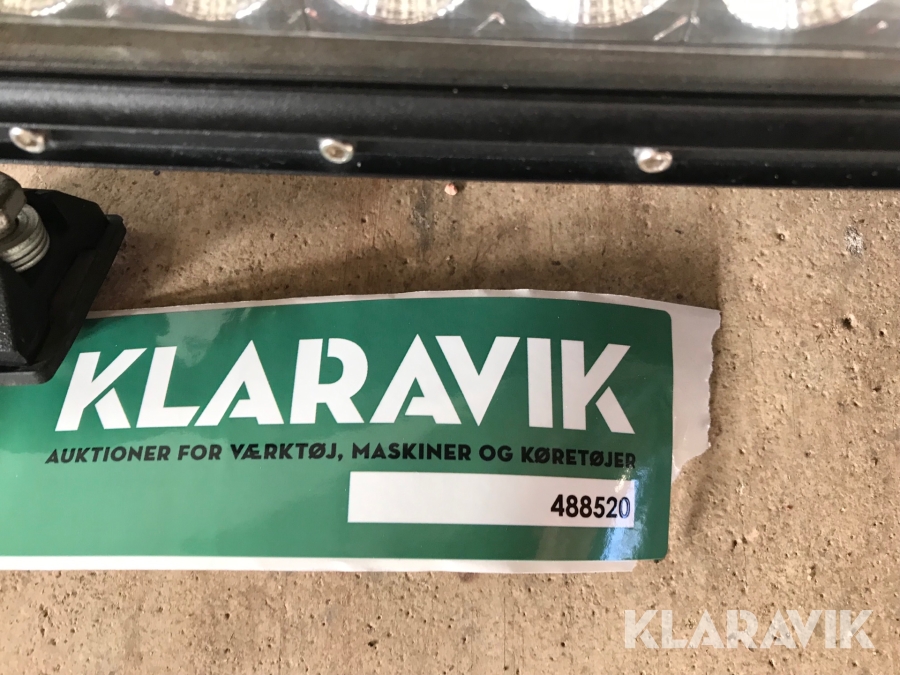 KLARAVIK
AUKTIONER FOR VÆRKTØJ, MASKINER OG KØRETØJER
488520
KLARAVIK